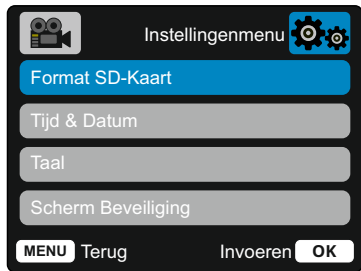 Instellingenmenu
Format SD-Kaart
Tijd & Datum
Taal
Scherm Beveiliging
MENU Terug Invoeren OK